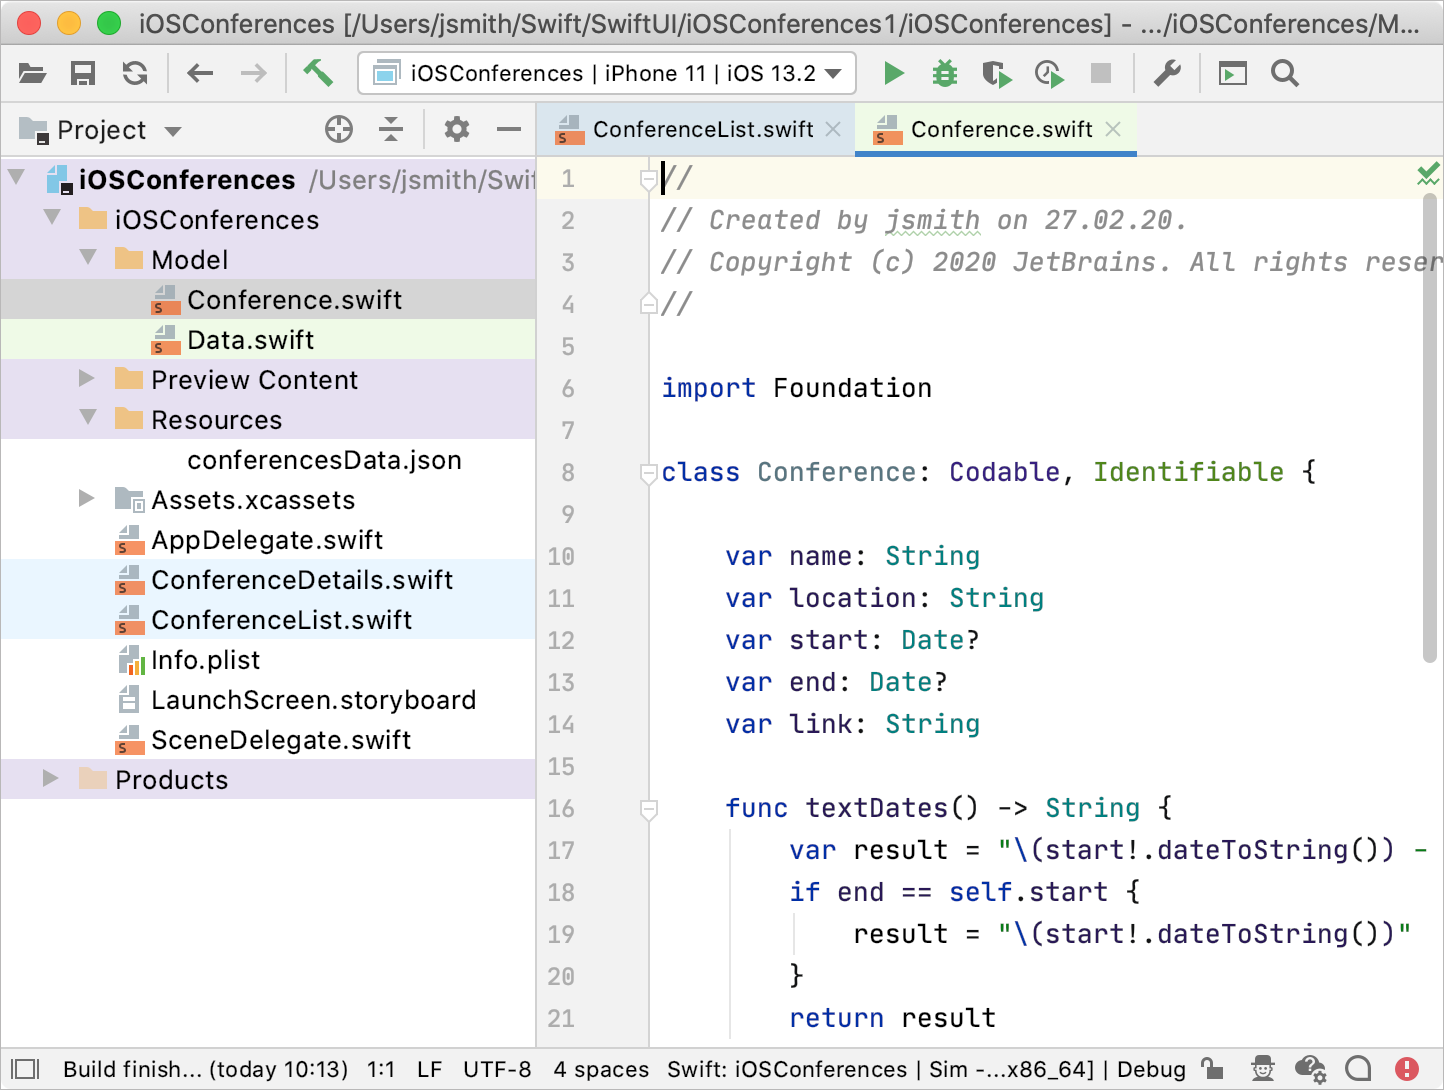 iOSConferences [/Users/jsmith/Swift/SwiftUI/iOSConferences1/iOSConferences] - .../iOSConferences/M...
iOSConferences | iPhone 11 | iOS 13.2
Project
ConferenceList.swift
Conference.swift
iOSConferences /Users/jsmith/Swif
iOSConferences
Model
Conference.swift
Data.swift
Preview Content
Resources
conferencesData.json
Assets.xcassets
AppDelegate.swift
ConferenceDetails.swift
ConferenceList.swift
Info.plist
LaunchScreen.storyboard
SceneDelegate.swift
Products
1 //
2 // Created by jsmith on 27.02.20.
3 // Copyright (c) 2020 JetBrains. All rights reser
4 //
5
6 import Foundation
7
8 class Conference: Codable, Identifiable {
9
10 var name: String
11 var location: String
12 var start: Date?
13 var end: Date?
14 var link: String
15
16 func textDates() -> String {
17 var result = "\(start!.dateToString()) -
18 if end == self.start {
19 result = "\(start!.dateToString())"
20 }
21 return result
Build finish... (today 10:13) 1:1 LF UTF-8 4 spaces Swift: iOSConferences | Sim -...x86_64] | Debug